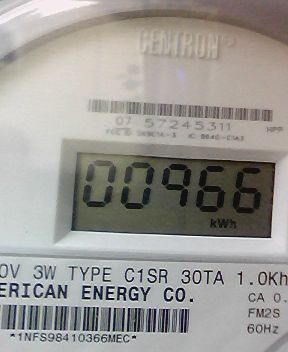 CENTRON®
07 57245311 HPP
00966
kWh
0V 3W TYPE C1SR 30TA 1.0Kh
ERICAN ENERGY CO.
CA 0.
FM2S
60Hz
*1NFS98410366MEC*